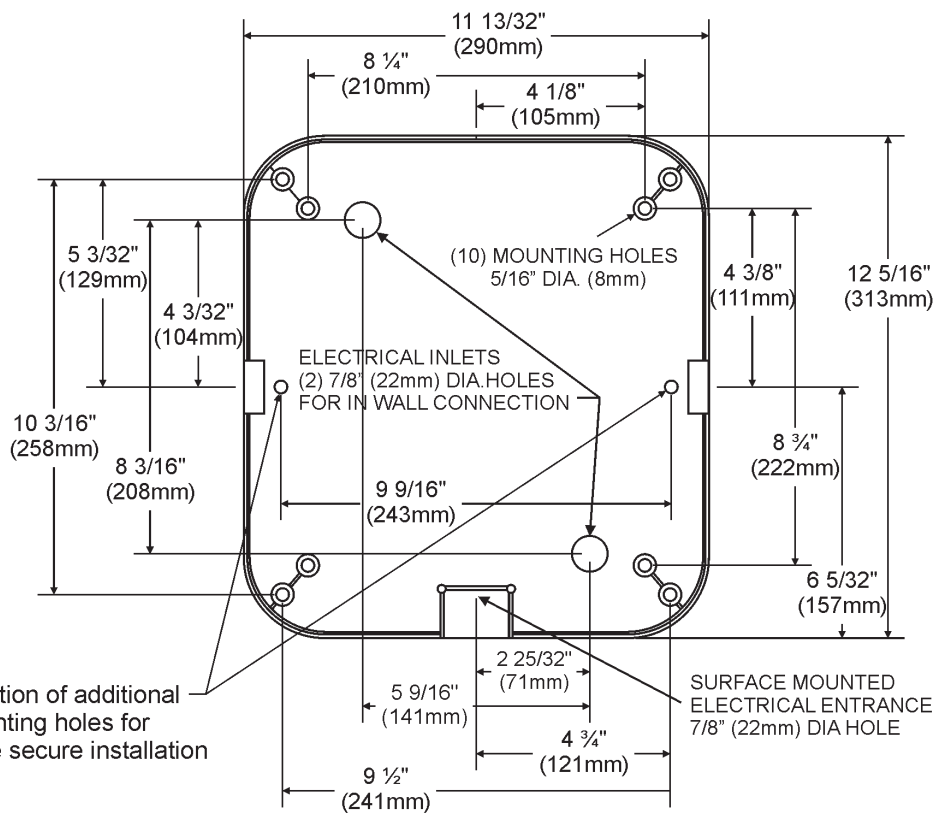 11 13/32"
(290mm)
8 ¼"
(210mm)
4 1/8"
(105mm)
5 3/32"
(129mm)
4 3/32"
(104mm)
(10) MOUNTING HOLES
5/16” DIA. (8mm)
4 3/8"
(111mm)
12 5/16"
(313mm)
ELECTRICAL INLETS
(2) 7/8” (22mm) DIA.HOLES
FOR IN WALL CONNECTION
10 3/16"
(258mm)
8 3/16"
(208mm)
8 ¾"
(222mm)
9 9/16"
(243mm)
6 5/32"
(157mm)
2 25/32"
(71mm)
5 9/16"
(141mm)
of additional
holes for
secure installation
SURFACE MOUNTED
ELECTRICAL ENTRANCE
7/8” (22mm) DIA HOLE
4 ¾"
(121mm)
9 ½"
(241mm)